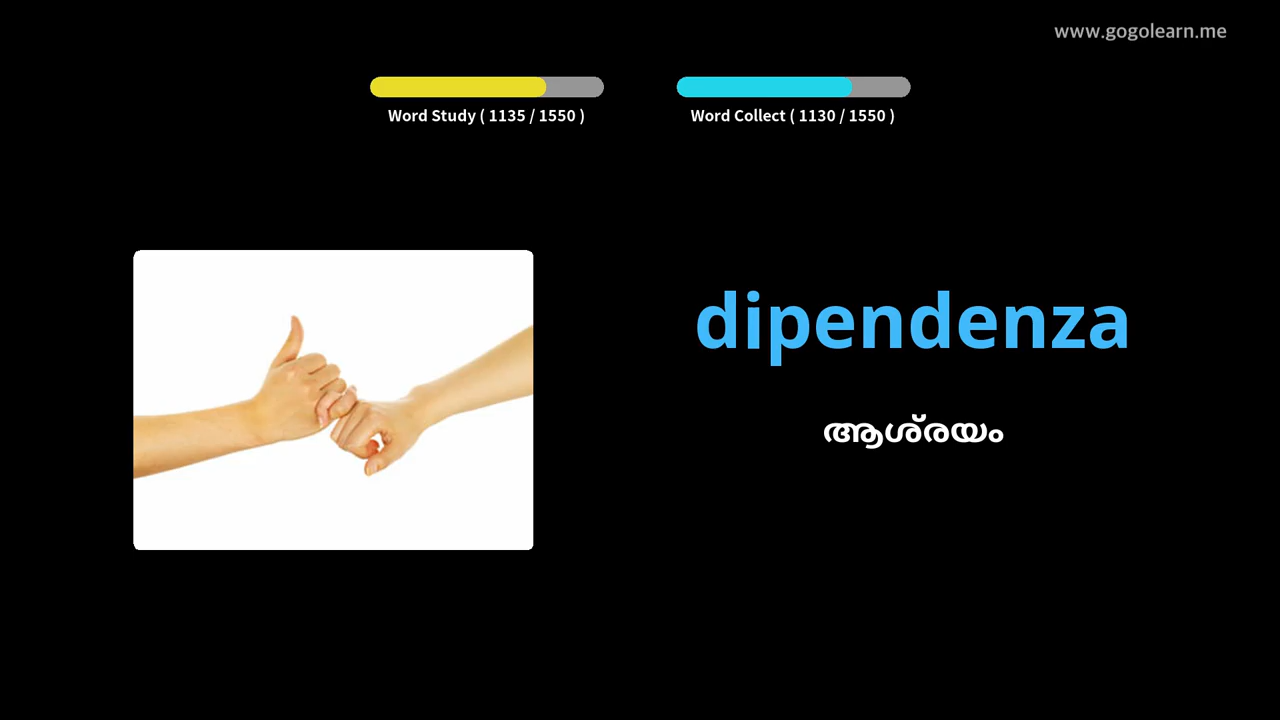 www.gogolearn.me
Word Study ( 1135 / 1550 )
Word Collect ( 1130 / 1550 )
dipendenza
ആശ്രയം